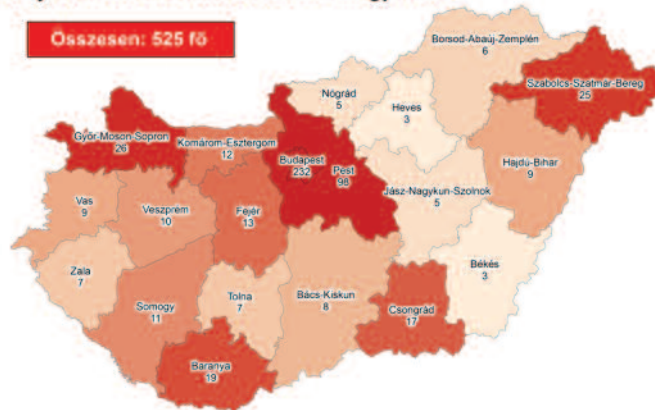 Összesen: 525 fő
Borsod-Abaúj-Zemplén
6
Szabolcs-Szatmár-Bereg
25
Nógrád
5
Heves
3
Győr-Moson-Sopron
26
Komárom-Esztergom
12
Budapest
232
Pest
98
Hajdú-Bihar
9
Jász-Nagykun-Szolnok
5
Vas
9
Veszprém
10
Fejér
13
Zala
7
Somogy
11
Tolna
7
Bács-Kiskun
8
Békés
3
Csongrád
17
Baranya
19